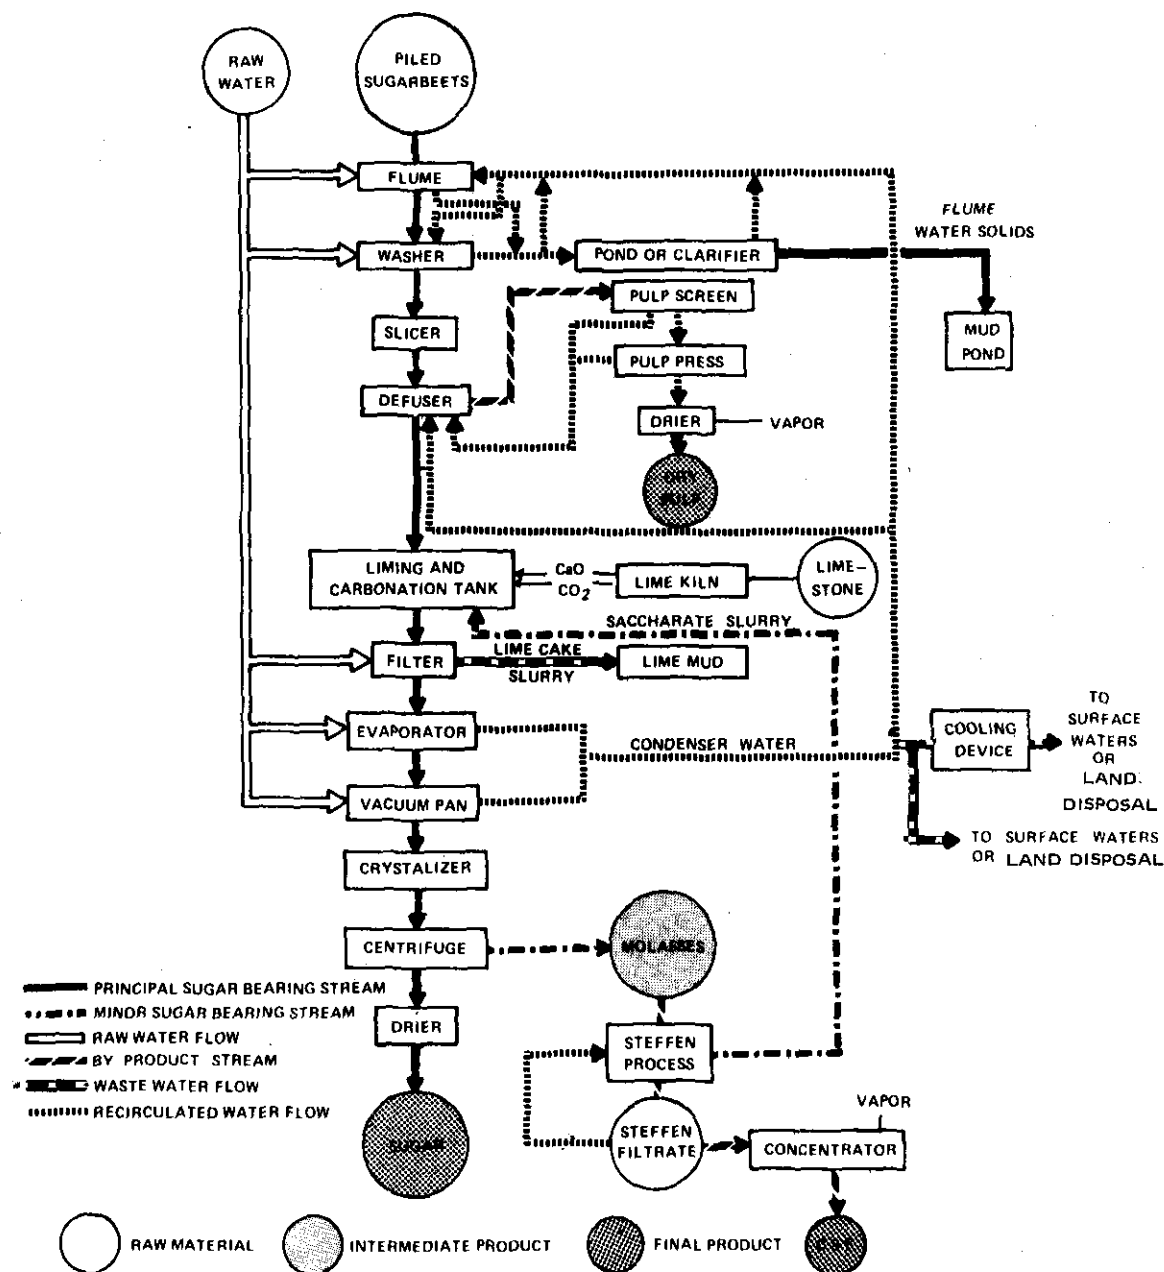 RAW
WATER
PILED
SUGARBEETS
FLUME
FLUME
WATER SOLIDS
WASHER
POND OR CLARIFIER
PULP SCREEN
MUD
POND
SLICER
PULP PRESS
DEFUSER
DRIER
VAPOR
DRY
PULP
LIMING AND
CARBONATION TANK
CaO
CO2
LIME KILN
LIME-
STONE
SACCHARATE SLURRY
FILTER
LIME CAKE
SLURRY
LIME MUD
EVAPORATOR
CONDENSER WATER
COOLING
DEVICE
TO
SURFACE
WATERS
OR
LAND
DISPOSAL
VACUUM PAN
TO SURFACE WATERS
OR LAND DISPOSAL
CRYSTALIZER
CENTRIFUGE
MOLASSES
PRINCIPAL SUGAR BEARING STREAM
MINOR SUGAR BEARING STREAM
RAW WATER FLOW
BY PRODUCT STREAM
WASTE WATER FLOW
RECIRCULATED WATER FLOW
DRIER
STEFFEN
PROCESS
SUGAR
STEFFEN
FILTRATE
VAPOR
CONCENTRATOR
RAW MATERIAL
INTERMEDIATE PRODUCT
FINAL PRODUCT